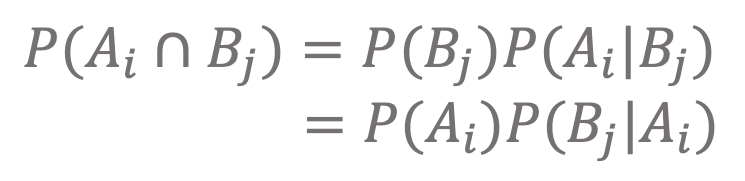 P(A_i ∩ B_j) = P(B_j)P(A_i|B_j)
= P(A_i)P(B_j|A_i)